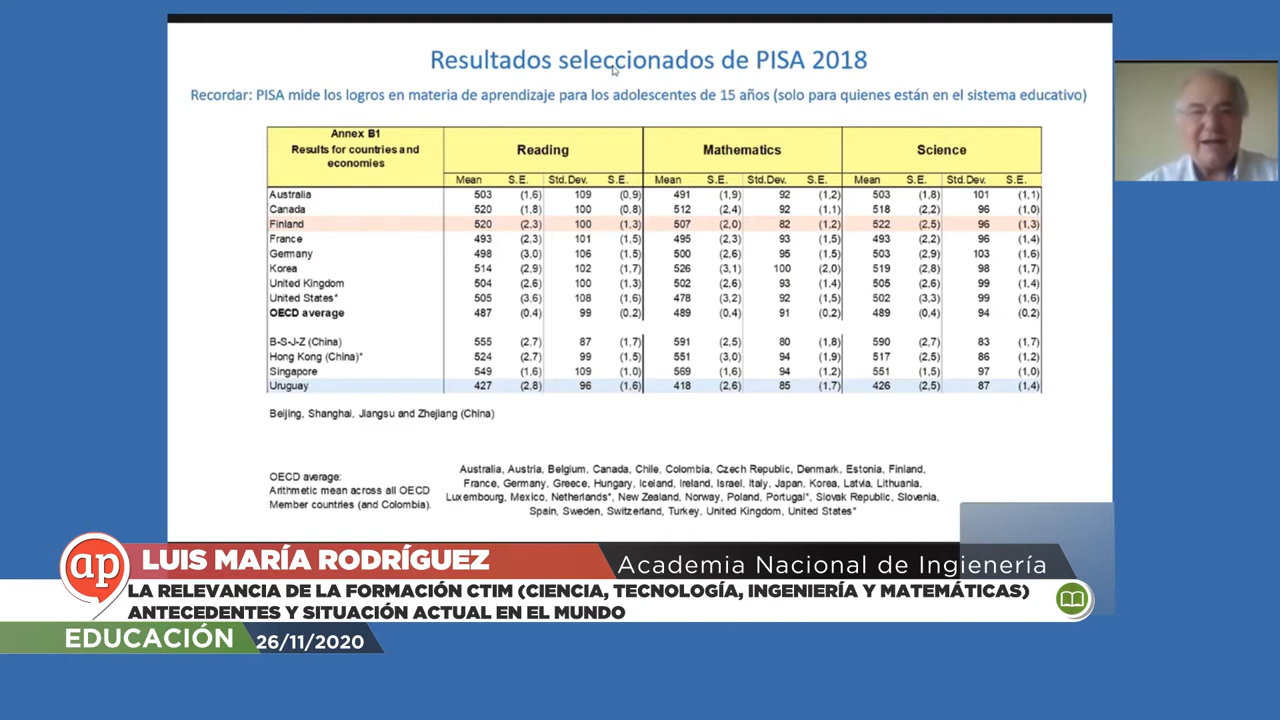 Resultados seleccionados de PISA 2018
Recordar: PISA mide los logros en materia de aprendizaje para los adolescentes de 15 años (solo para quienes están en el sistema educativo)
Annex B1
Results for countries and
economies
Reading Mathematics Science
Mean S.E. Std.Dev. S.E. Mean S.E. Std.Dev. S.E. Mean S.E. Std.Dev. S.E.
Australia 503 (1,6) 109 (0,9) 491 (1,9) 92 (1,2) 503 (1,8) 101 (1,1)
Canada 520 (1,8) 100 (0,8) 512 (2,4) 92 (1,1) 518 (2,2) 96 (1,0)
Finland 520 (2,3) 100 (1,3) 507 (2,0) 82 (1,2) 522 (2,5) 96 (1,3)
France 493 (2,3) 101 (1,5) 495 (2,3) 93 (1,5) 493 (2,2) 96 (1,4)
Germany 498 (3,0) 106 (1,5) 500 (2,6) 95 (1,5) 503 (2,9) 103 (1,6)
Korea 514 (2,9) 102 (1,7) 526 (3,1) 100 (2,0) 519 (2,8) 98 (1,7)
United Kingdom 504 (2,6) 100 (1,3) 502 (2,6) 93 (1,4) 505 (2,6) 99 (1,4)
United States* 505 (3,6) 108 (1,6) 478 (3,2) 92 (1,5) 502 (3,3) 99 (1,6)
OECD average 487 (0,4) 99 (0,2) 489 (0,4) 91 (0,2) 489 (0,4) 94 (0,2)
B-S-J-Z (China) 555 (2,7) 87 (1,7) 591 (2,5) 80 (1,8) 590 (2,7) 83 (1,7)
Hong Kong (China)* 524 (2,7) 99 (1,5) 551 (3,0) 94 (1,9) 517 (2,5) 86 (1,2)
Singapore 549 (1,6) 109 (1,0) 569 (1,6) 94 (1,2) 551 (1,5) 97 (1,0)
Uruguay 427 (2,8) 96 (1,6) 418 (2,6) 85 (1,7) 426 (2,5) 87 (1,4)
Beijing, Shanghai, Jiangsu and Zhejiang (China)
OECD average:
Arithmetic mean across all OECD
Member countries (and Colombia).
Australia, Austria, Belgium, Canada, Chile, Colombia, Czech Republic, Denmark, Estonia, Finland,
France, Germany, Greece, Hungary, Iceland, Ireland, Israel, Italy, Japan, Korea, Latvia, Lithuania,
Luxembourg, Mexico, Netherlands*, New Zealand, Norway, Poland, Portugal*, Slovak Republic, Slovenia,
Spain, Sweden, Switzerland, Turkey, United Kingdom, United States*
ap
LUIS MARÍA RODRÍGUEZ
Academia Nacional de Ingienería
LA RELEVANCIA DE LA FORMACIÓN CTIM (CIENCIA, TECNOLOGÍA, INGENIERÍA Y MATEMÁTICAS)
ANTECEDENTES Y SITUACIÓN ACTUAL EN EL MUNDO
EDUCACIÓN 26/11/2020